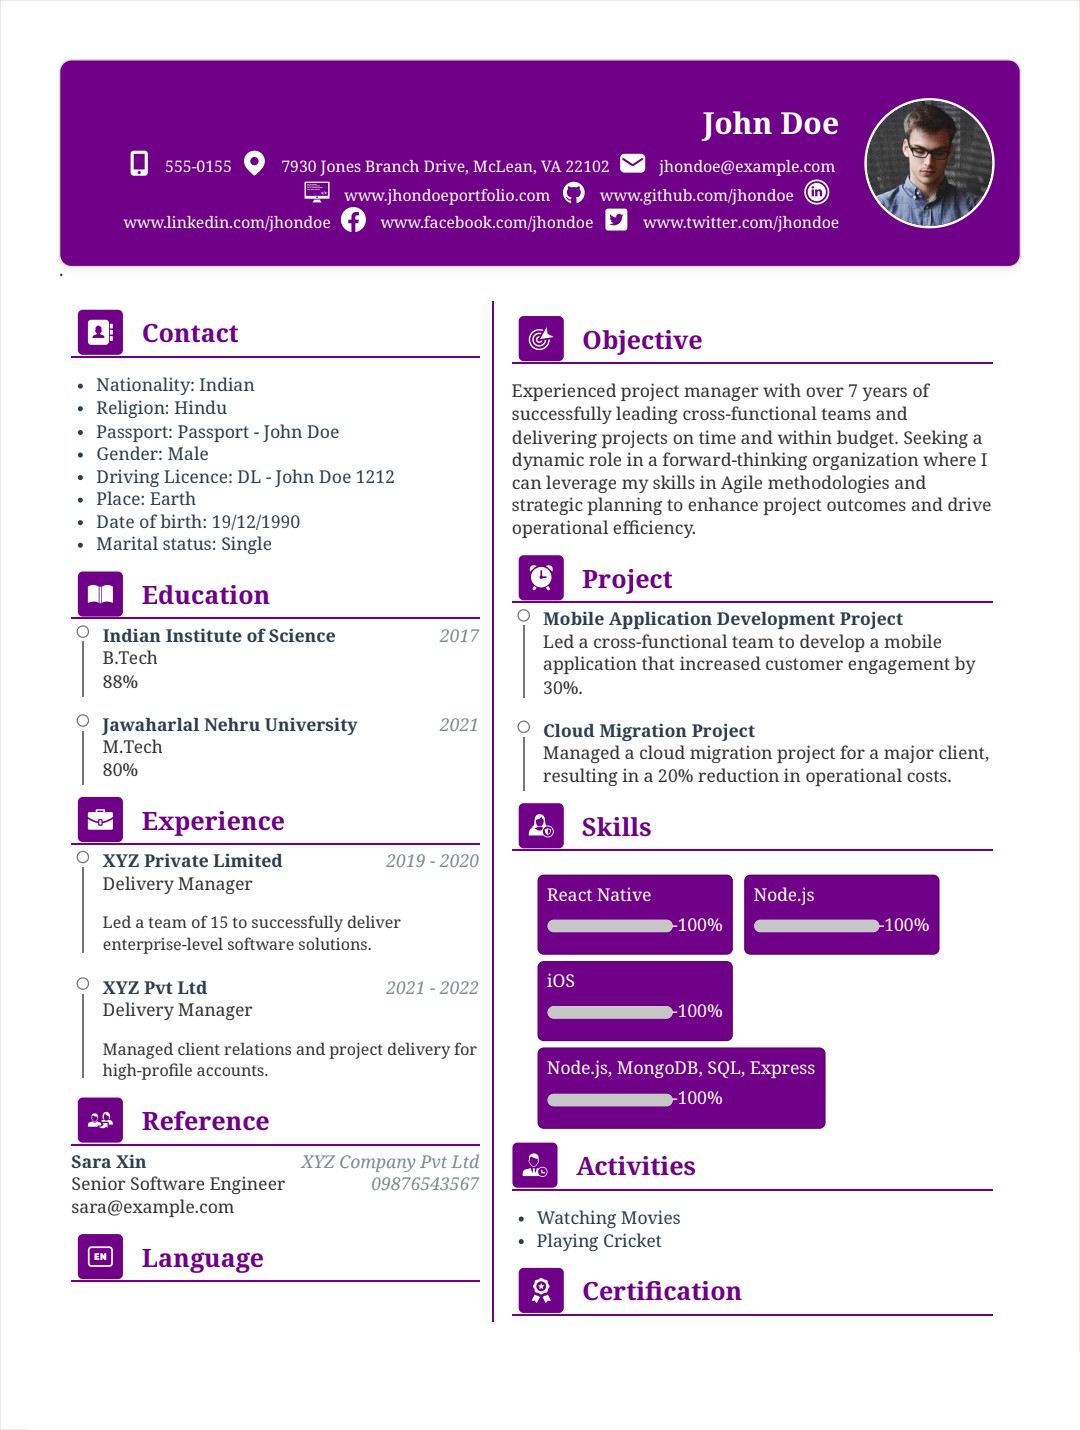 John Doe
555-0155 7930 Jones Branch Drive, McLean, VA 22102 jhondoe@example.com
www.jhondoeportfolio.com www.github.com/jhondoe
www.linkedin.com/jhondoe www.facebook.com/jhondoe www.twitter.com/jhondoe
.
Contact
• Nationality: Indian
• Religion: Hindu
• Passport: Passport - John Doe
• Gender: Male
• Driving Licence: DL - John Doe 1212
• Place: Earth
• Date of birth: 19/12/1990
• Marital status: Single
Education
Indian Institute of Science 2017
B.Tech
88%
Jawaharlal Nehru University 2021
M.Tech
80%
Experience
XYZ Private Limited 2019 - 2020
Delivery Manager
Led a team of 15 to successfully deliver
enterprise-level software solutions.
XYZ Pvt Ltd 2021 - 2022
Delivery Manager
Managed client relations and project delivery for
high-profile accounts.
Reference
Sara Xin XYZ Company Pvt Ltd
Senior Software Engineer 09876543567
sara@example.com
EN Language
Objective
Experienced project manager with over 7 years of
successfully leading cross-functional teams and
delivering projects on time and within budget. Seeking a
dynamic role in a forward-thinking organization where I
can leverage my skills in Agile methodologies and
strategic planning to enhance project outcomes and drive
operational efficiency.
Project
Mobile Application Development Project
Led a cross-functional team to develop a mobile
application that increased customer engagement by
30%.
Cloud Migration Project
Managed a cloud migration project for a major client,
resulting in a 20% reduction in operational costs.
Skills
React Native Node.js
-100% -100%
iOS
-100%
Node.js, MongoDB, SQL, Express
-100%
Activities
• Watching Movies
• Playing Cricket
Certification